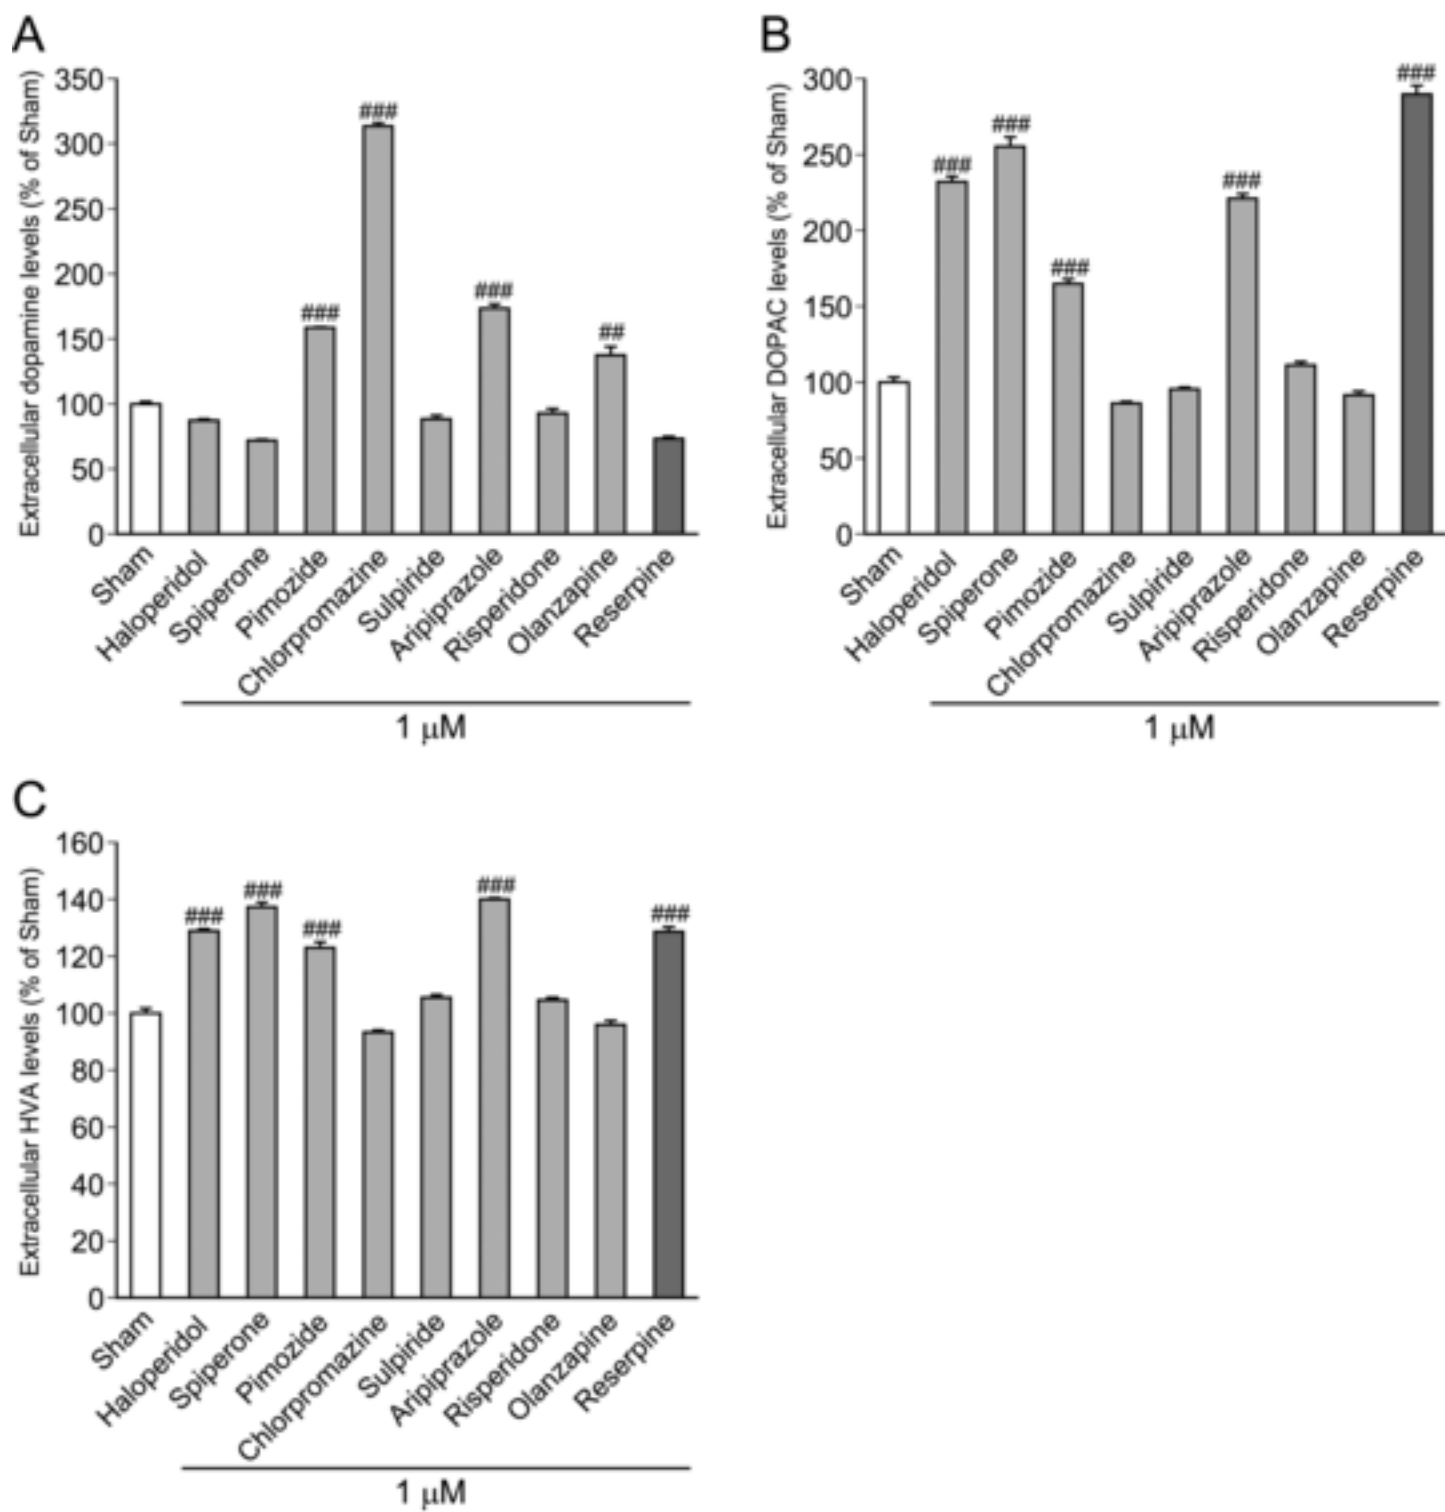 A
Extracellular dopamine levels (% of Sham)
350
300
250
200
150
100
50
0
###
###
###
##
Sham
Haloperidol
Spiperone
Pimozide
Chlorpromazine
Sulpiride
Aripiprazole
Risperidone
Olanzapine
Reserpine
1 μM
B
Extracellular DOPAC levels (% of Sham)
300
250
200
150
100
50
0
###
###
###
###
###
Sham
Haloperidol
Spiperone
Pimozide
Chlorpromazine
Sulpiride
Aripiprazole
Risperidone
Olanzapine
Reserpine
1 μM
C
Extracellular HVA levels (% of Sham)
160
140
120
100
80
60
40
20
0
###
###
###
###
###
Sham
Haloperidol
Spiperone
Pimozide
Chlorpromazine
Sulpiride
Aripiprazole
Risperidone
Olanzapine
Reserpine
1 μM